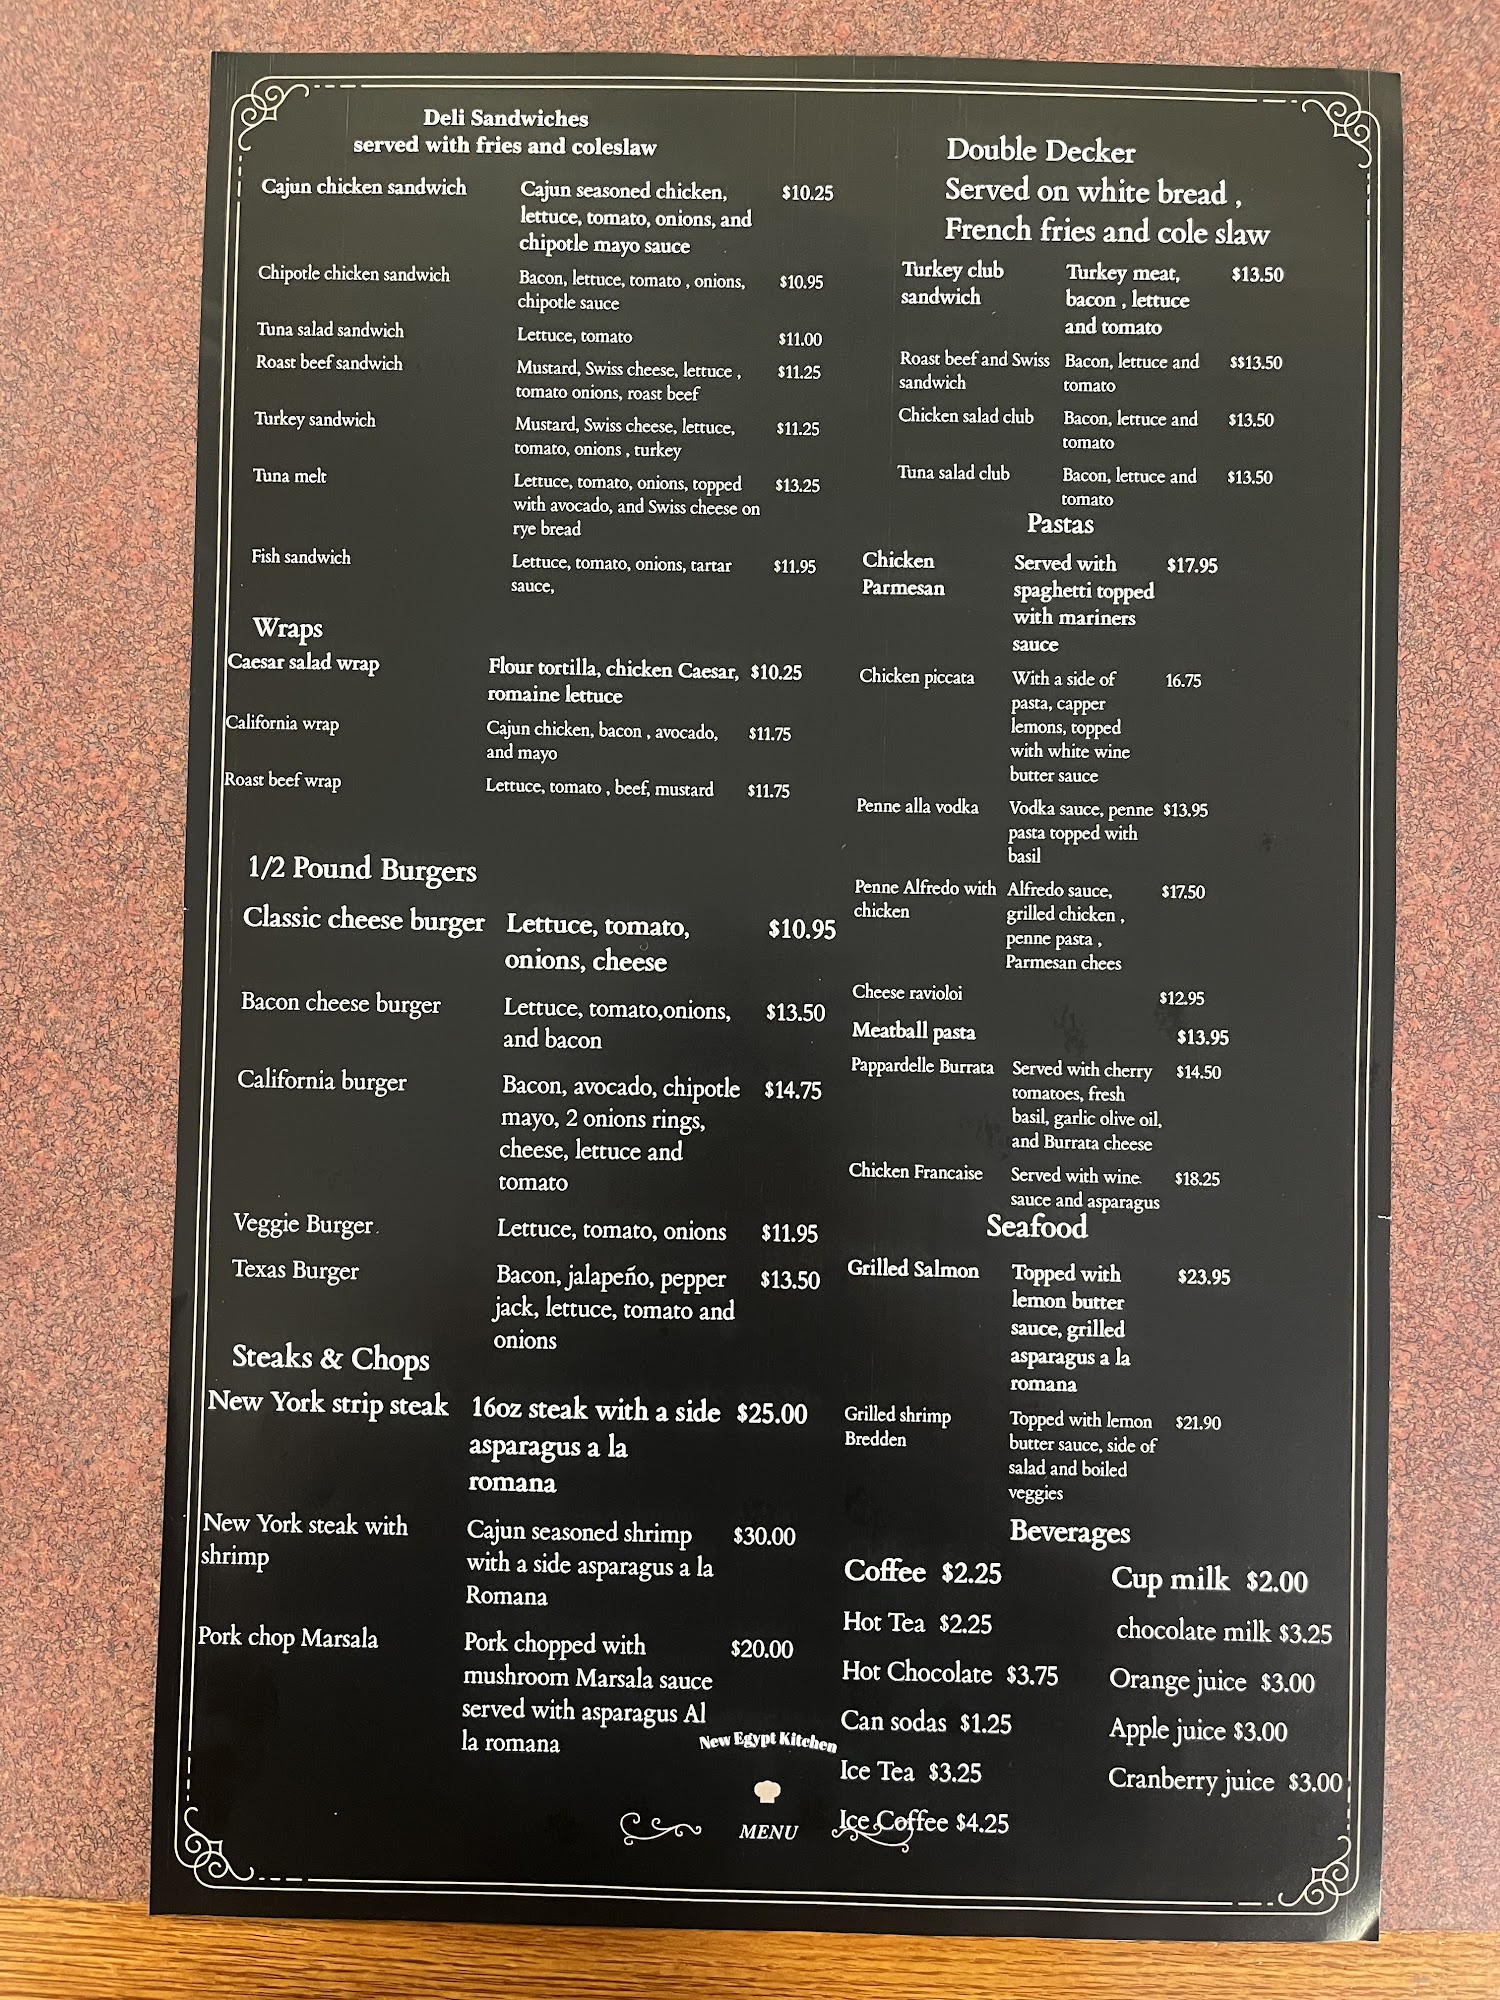 Deli Sandwiches
served with fries and coleslaw
Cajun chicken sandwich Cajun seasoned chicken, $10.25
lettuce, tomato, onions, and
chipotle mayo sauce
Chipotle chicken sandwich Bacon, lettuce, tomato , onions, $10.95
chipotle sauce
Tuna salad sandwich Lettuce, tomato $11.00
Roast beef sandwich Mustard, Swiss cheese, lettuce , $11.25
tomato onions, roast beef
Turkey sandwich Mustard, Swiss cheese, lettuce, $11.25
tomato, onions , turkey
Tuna melt Lettuce, tomato, onions, topped $13.25
with avocado, and Swiss cheese on
rye bread
Fish sandwich Lettuce, tomato, onions, tartar $11.95
sauce,
Wraps
Caesar salad wrap Flour tortilla, chicken Caesar, $10.25
romaine lettuce
California wrap Cajun chicken, bacon , avocado, $11.75
and mayo
Roast beef wrap Lettuce, tomato , beef, mustard $11.75
1/2 Pound Burgers
Classic cheese burger Lettuce, tomato, $10.95
onions, cheese
Bacon cheese burger Lettuce, tomato,onions, $13.50
and bacon
California burger Bacon, avocado, chipotle $14.75
mayo, 2 onions rings,
cheese, lettuce and
tomato
Veggie Burger. Lettuce, tomato, onions $11.95
Texas Burger Bacon, jalapeño, pepper $13.50
jack, lettuce, tomato and
onions
Steaks & Chops
New York strip steak 16oz steak with a side $25.00
asparagus a la
romana
New York steak with Cajun seasoned shrimp $30.00
shrimp with a side asparagus a la
Romana
Pork chop Marsala Pork chopped with $20.00
mushroom Marsala sauce
served with asparagus Al
la romana
Double Decker
Served on white bread ,
French fries and cole slaw
Turkey club Turkey meat, $13.50
sandwich bacon , lettuce
and tomato
Roast beef and Swiss Bacon, lettuce and $$13.50
sandwich tomato
Chicken salad club Bacon, lettuce and $13.50
tomato
Tuna salad club Bacon, lettuce and $13.50
tomato
Pastas
Chicken Served with $17.95
Parmesan spaghetti topped
with mariners
sauce
Chicken piccata With a side of 16.75
pasta, capper
lemons, topped
with white wine
butter sauce
Penne alla vodka Vodka sauce, penne $13.95
pasta topped with
basil
Penne Alfredo with Alfredo sauce, $17.50
chicken grilled chicken ,
penne pasta ,
Parmesan chees
Cheese ravioloi $12.95
Meatball pasta $13.95
Pappardelle Burrata Served with cherry $14.50
tomatoes, fresh
basil, garlic olive oil,
and Burrata cheese
Chicken Francaise Served with wine $18.25
sauce and asparagus
Seafood
Grilled Salmon Topped with $23.95
lemon butter
sauce, grilled
asparagus a la
romana
Grilled shrimp Topped with lemon $21.90
Bredden butter sauce, side of
salad and boiled
veggies
Beverages
Coffee $2.25 Cup milk $2.00
Hot Tea $2.25 chocolate milk $3.25
Hot Chocolate $3.75 Orange juice $3.00
Can sodas $1.25 Apple juice $3.00
Ice Tea $3.25 Cranberry juice $3.00
Ice Coffee $4.25
New Egypt Kitchen
MENU